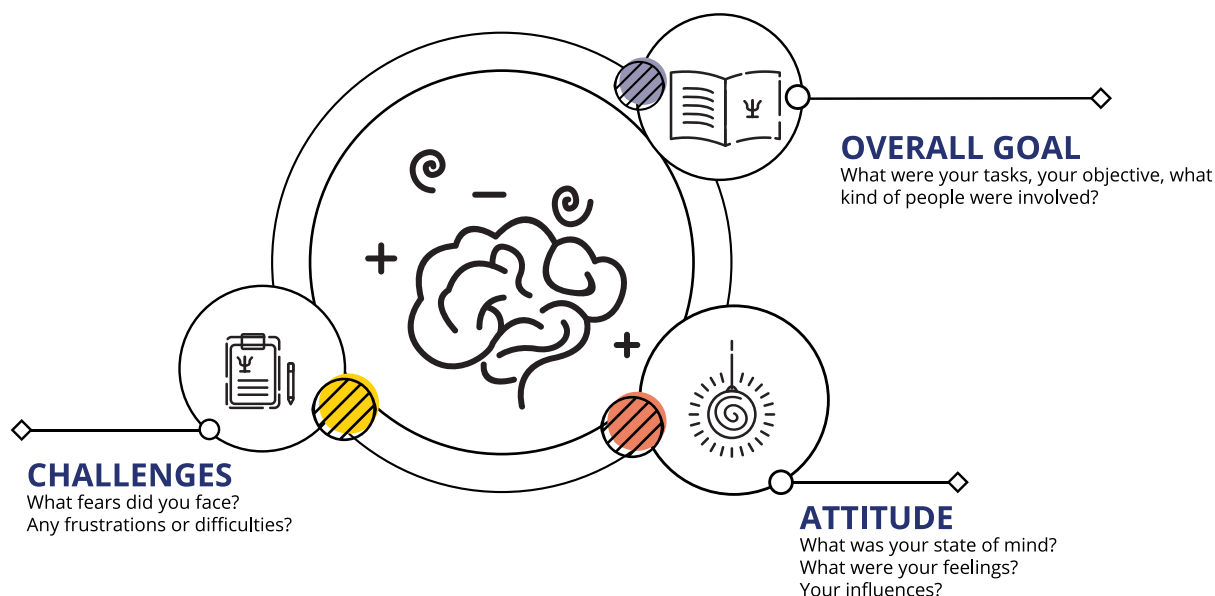 OVERALL GOAL
What were your tasks, your objective, what
kind of people were involved?
CHALLENGES
What fears did you face?
Any frustrations or difficulties?
ATTITUDE
What was your state of mind?
What were your feelings?
Your influences?